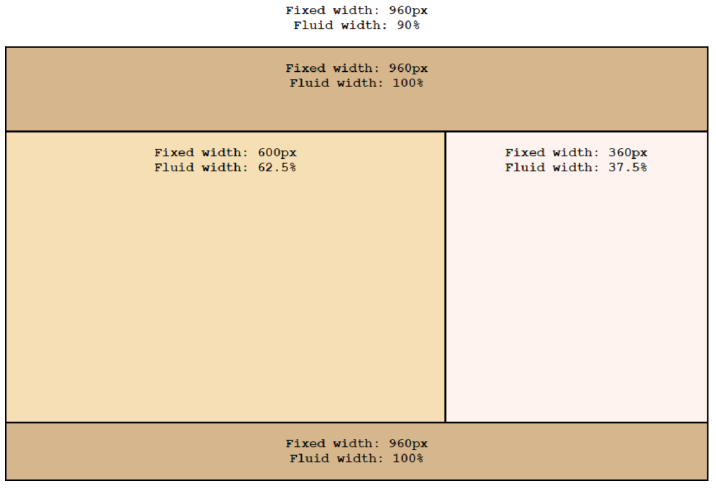 Fixed width: 960px
Fluid width: 90%
Fixed width: 960px
Fluid width: 100%
Fixed width: 600px
Fluid width: 62.5%
Fixed width: 360px
Fluid width: 37.5%
Fixed width: 960px
Fluid width: 100%